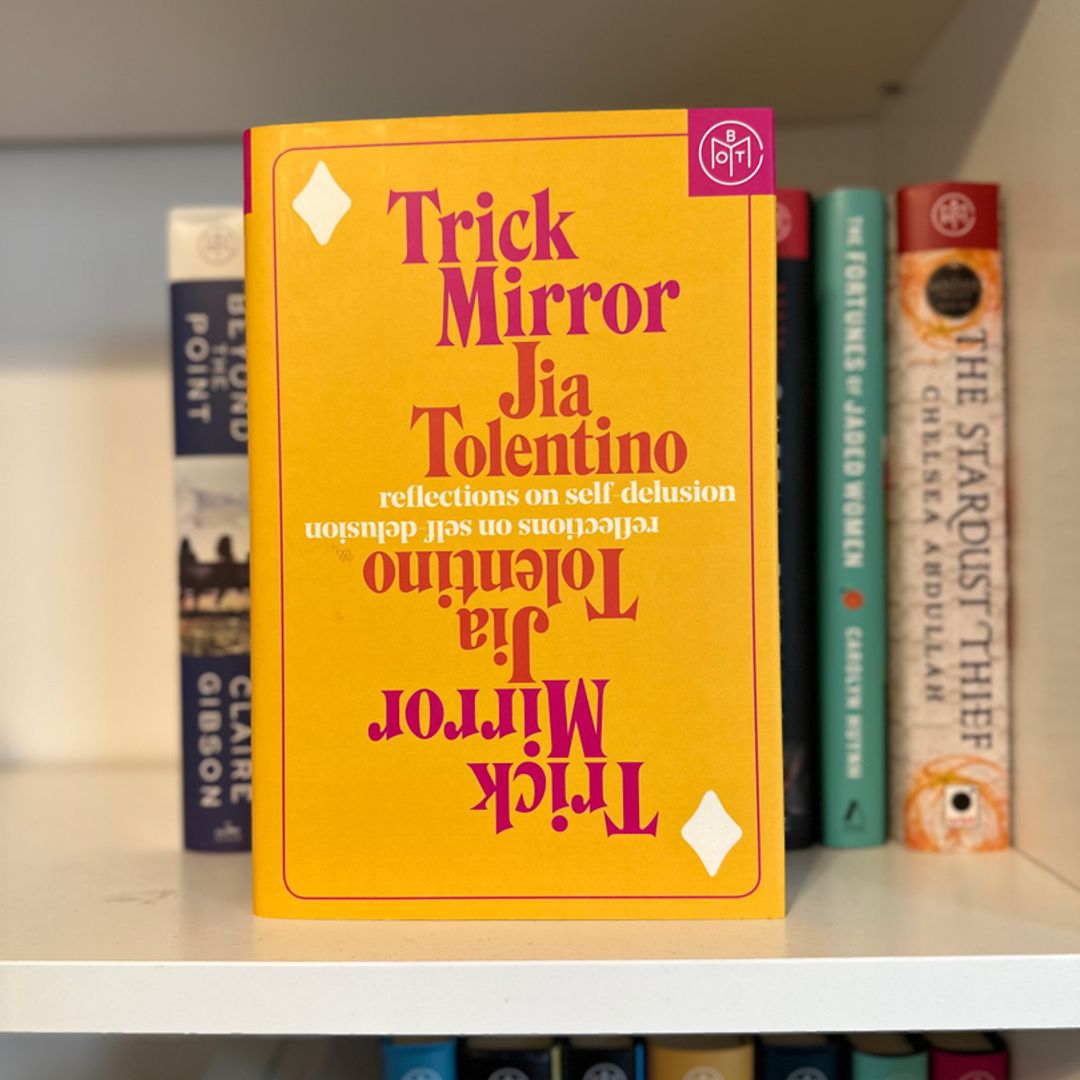 BOT
Trick
Mirror
Jia
Tolentino
reflections on self-delusion
reflections on self-delusion
Tolentino
Jia
Mirror
Trick
BEYOND
THE
POINT
CLAIRE
GIBSON
THE FORTUNES OF JADED WOMEN
CAROLYN HUYNH
THE STARDUST THIEF
CHELSEA ABDULLAH